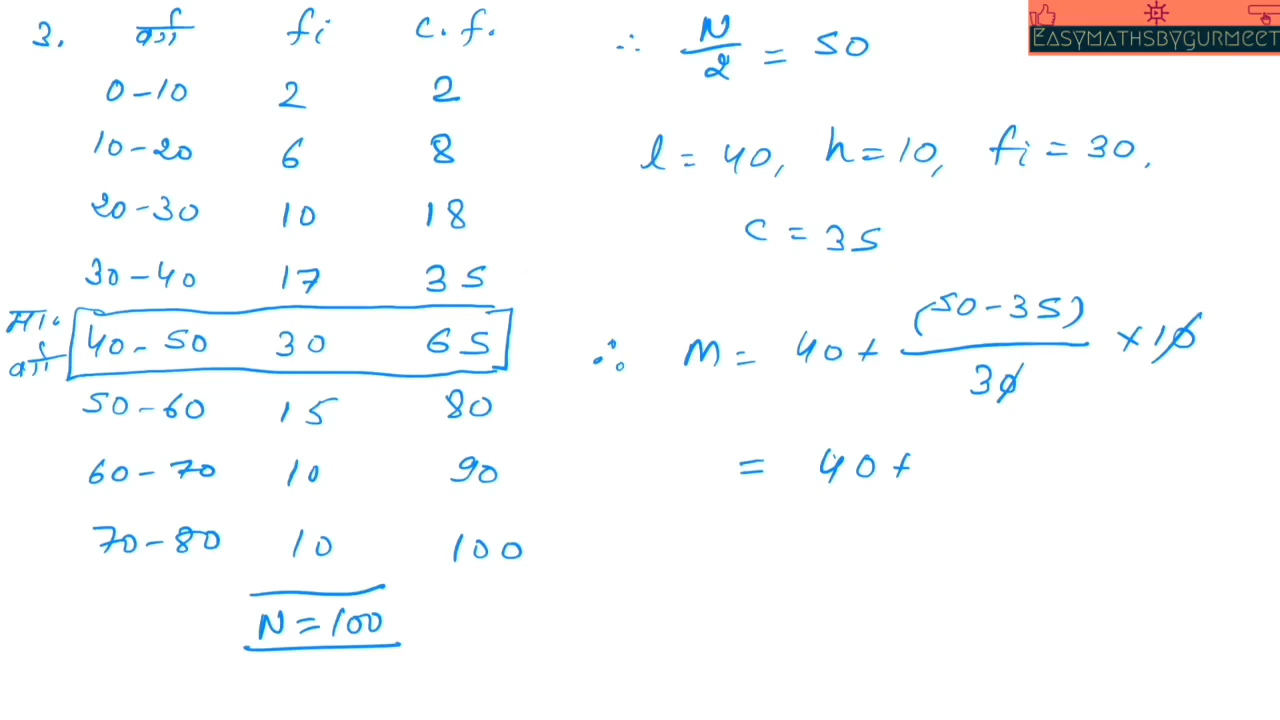 3. वर्ग fi c.f.
0-10 2 2
10-20 6 8
20-30 10 18
30-40 17 35
मा० वर्ग 40-50 30 65
50-60 15 80
60-70 10 90
70-80 10 100
N=100
∴ N/2 = 50
l = 40, h=10, fi = 30,
c = 35
∴ M = 40+ (50-35)/30 ×10
= 40+
EASYMATHSBYGURMEET